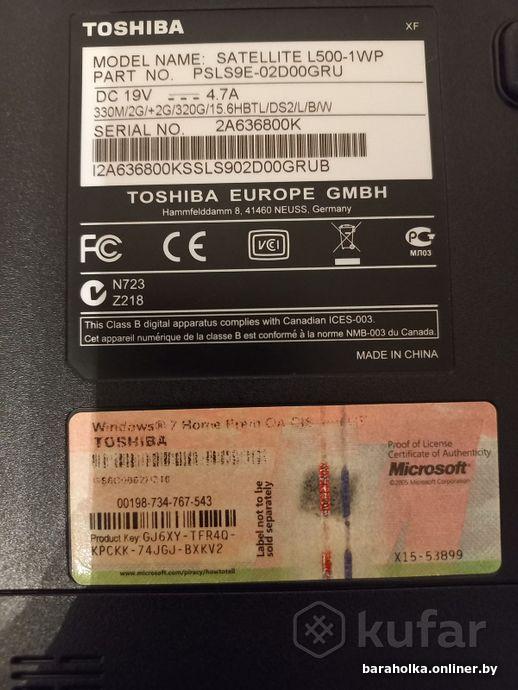 TOSHIBA
XF
MODEL NAME: SATELLITE L500-1WP
PART NO. PSLS9E-02D00GRU
DC 19V 4.7A
330M/2G/+2G/320G/15.6HBTL/DS2/L/B/W
SERIAL NO. 2A636800K
I2A636800KSSLS902D00GRUB
TOSHIBA EUROPE GMBH
Hammfelddamm 8, 41460 NEUSS, Germany
FC CE VCI
МЛ03
N723
Z218
This Class B digital apparatus complies with Canadian ICES-003.
Cet appareil numérique de la classe B est conformé à la norme NMB-003 du Canada.
MADE IN CHINA
Windows® 7 Home Prem OA CIS
TOSHIBA
Proof of License
Certificate of Authenticity
Microsoft
©2005 Microsoft Corporation
00198-734-767-543
Product Key GJ6XY-TFR4Q-
KPCKK-74JGJ-BXKV2
Label not to be
sold separately
X15-53899
www.microsoft.com/piracy/howtotell
kufar
baraholka.onliner.by